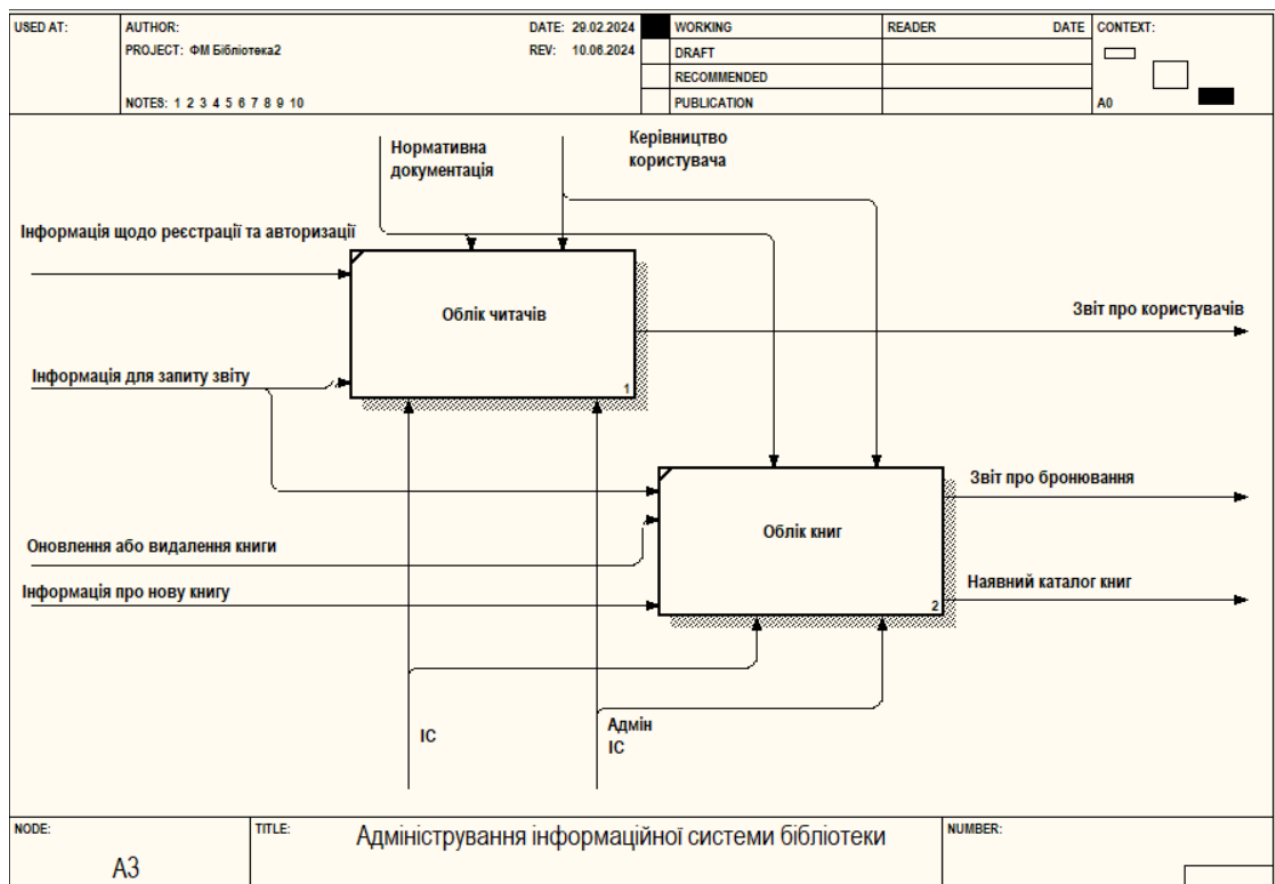 USED AT:
AUTHOR:
DATE: 29.02.2024
WORKING
READER
DATE
CONTEXT:
PROJECT: ФМ Бібліотека2
REV: 10.06.2024
DRAFT
RECOMMENDED
NOTES: 1 2 3 4 5 6 7 8 9 10
PUBLICATION
A0
Нормативна
документація
Керівництво
користувача
Інформація щодо реєстрації та авторизації
Облік читачів
1
Звіт про користувачів
Інформація для запиту звіту
Звіт про бронювання
Облік книг
2
Оновлення або видалення книги
Наявний каталог книг
Інформація про нову книгу
ІС
Адмін
ІС
NODE:
A3
TITLE:
Адміністрування інформаційної системи бібліотеки
NUMBER: